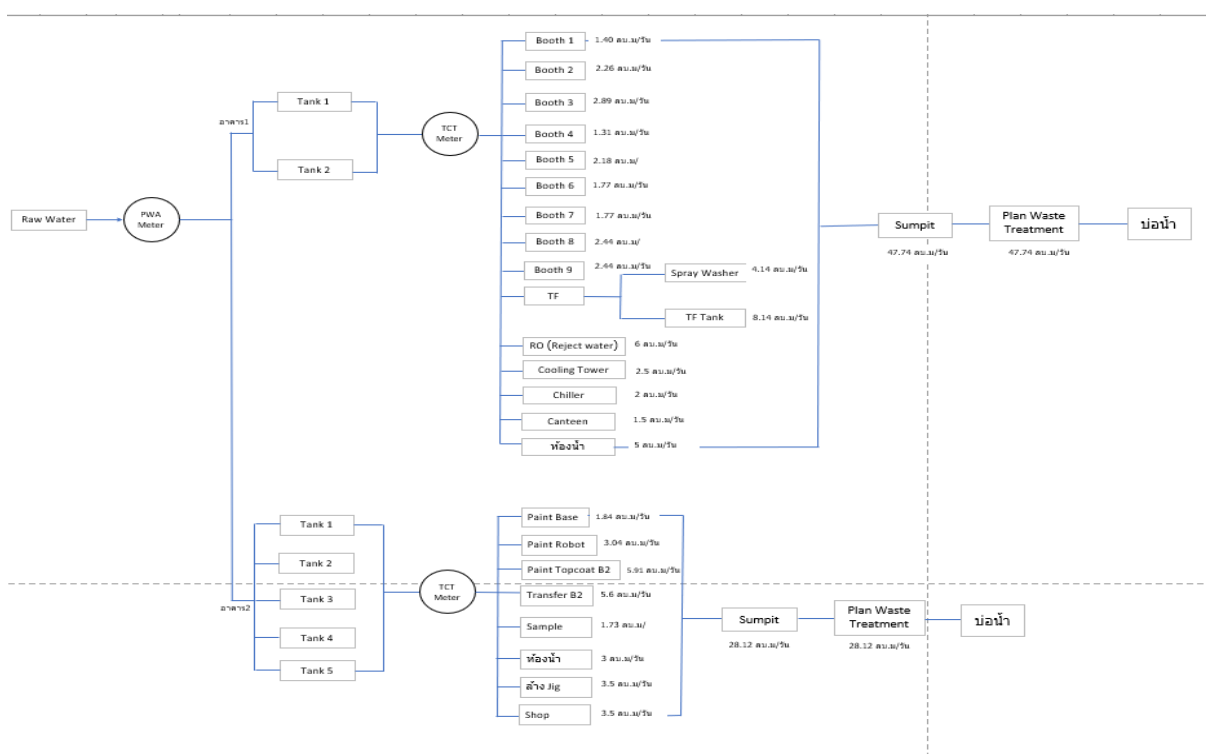 Booth 1
1.40 ลบ.ม/วัน
Booth 2
2.26 ลบ.ม/วัน
Booth 3
2.89 ลบ.ม/วัน
Booth 4
1.31 ลบ.ม/วัน
Booth 5
2.18 ลบ.ม/
Booth 6
1.77 ลบ.ม/วัน
Booth 7
1.77 ลบ.ม/วัน
Booth 8
2.44 ลบ.ม/
Booth 9
2.44 ลบ.ม/วัน
TF
Spray Washer
4.14 ลบ.ม/วัน
TF Tank
8.14 ลบ.ม/วัน
RO (Reject water)
6 ลบ.ม/วัน
Cooling Tower
2.5 ลบ.ม/วัน
Chiller
2 ลบ.ม/วัน
Canteen
1.5 ลบ.ม/วัน
ห้องน้ำ
5 ลบ.ม/วัน
อาคาร1
Tank 1
Tank 2
TCT
Meter
Raw Water
PWA
Meter
Sumpit
47.74 ลบ.ม/วัน
Plan Waste
Treatment
47.74 ลบ.ม/วัน
บ่อน้ำ
อาคาร2
Tank 1
Tank 2
Tank 3
Tank 4
Tank 5
TCT
Meter
Paint Base
1.84 ลบ.ม/วัน
Paint Robot
3.04 ลบ.ม/วัน
Paint Topcoat B2
5.91 ลบ.ม/วัน
Transfer B2
5.6 ลบ.ม/วัน
Sample
1.73 ลบ.ม/
ห้องน้ำ
3 ลบ.ม/วัน
ล้าง Jig
3.5 ลบ.ม/วัน
Shop
3.5 ลบ.ม/วัน
Sumpit
28.12 ลบ.ม/วัน
Plan Waste
Treatment
28.12 ลบ.ม/วัน
บ่อน้ำ